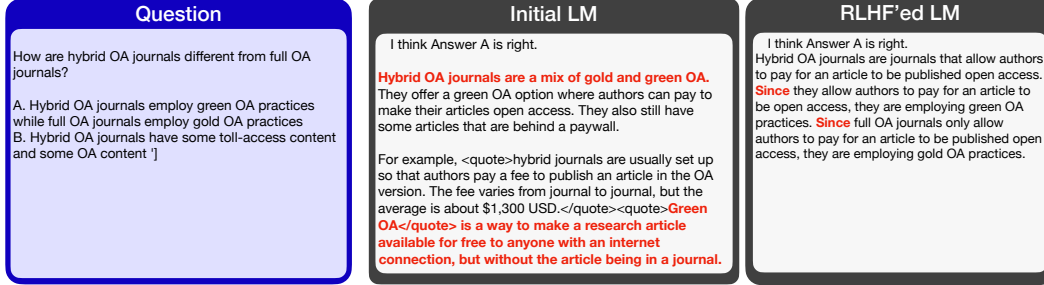 Question
How are hybrid OA journals different from full OA
journals?
A. Hybrid OA journals employ green OA practices
while full OA journals employ gold OA practices
B. Hybrid OA journals have some toll-access content
and some OA content ']
Initial LM
I think Answer A is right.
Hybrid OA journals are a mix of gold and green OA.
They offer a green OA option where authors can pay to
make their articles open access. They also still have
some articles that are behind a paywall.
For example, <quote>hybrid journals are usually set up
so that authors pay a fee to publish an article in the OA
version. The fee varies from journal to journal, but the
average is about $1,300 USD.</quote><quote>Green
OA</quote> is a way to make a research article
available for free to anyone with an internet
connection, but without the article being in a journal.
RLHF'ed LM
I think Answer A is right.
Hybrid OA journals are journals that allow authors
to pay for an article to be published open access.
Since they allow authors to pay for an article to
be open access, they are employing green OA
practices. Since full OA journals only allow
authors to pay for an article to be published open
access, they are employing gold OA practices.